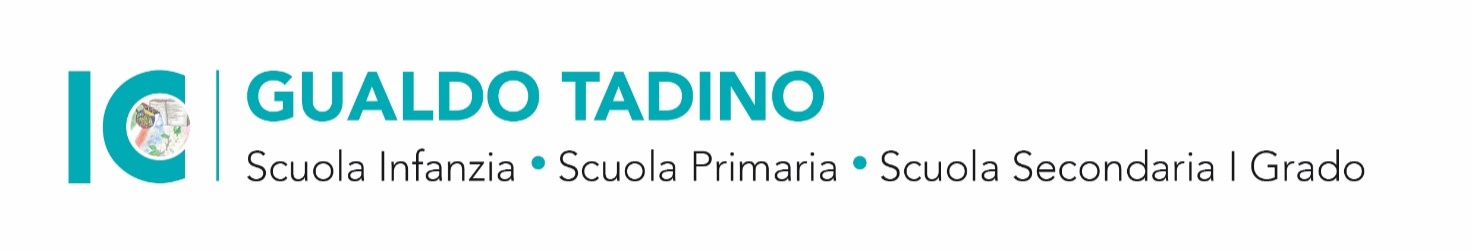 IC
GUALDO TADINO
Scuola Infanzia • Scuola Primaria • Scuola Secondaria I Grado